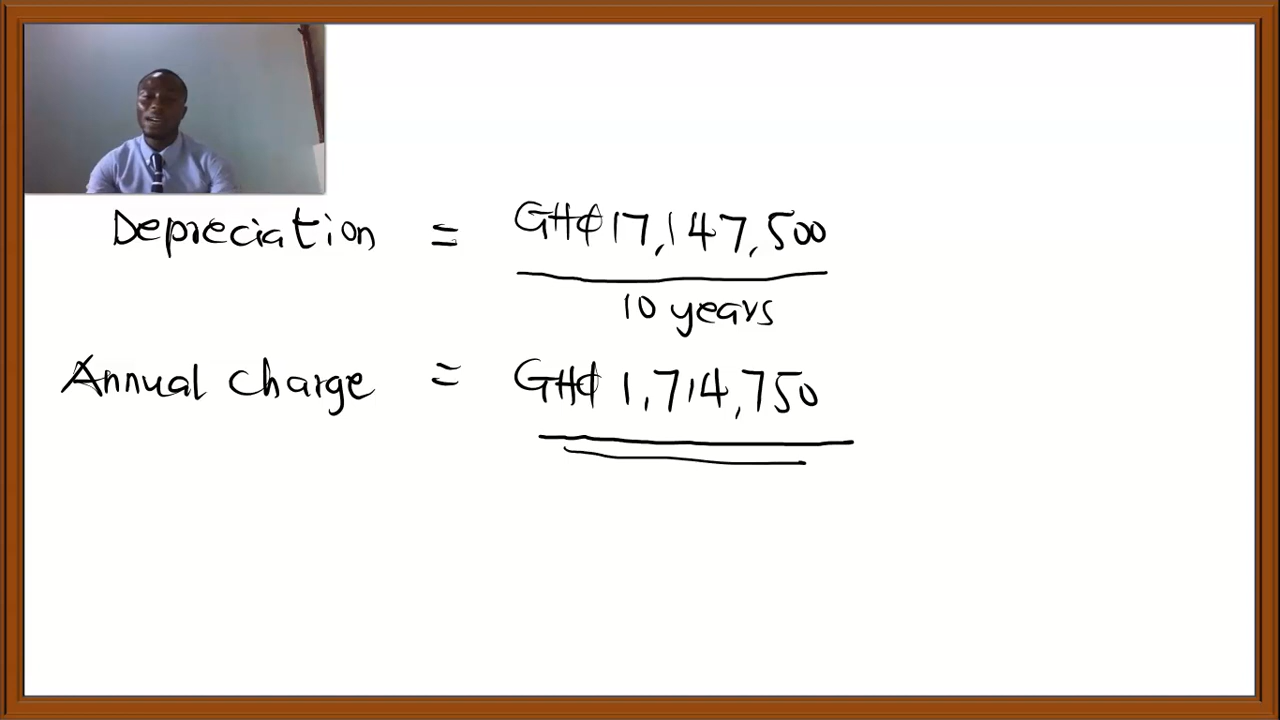 Depreciation = GH₵17,147,500
10 years
Annual charge = GH₵ 1,714,750